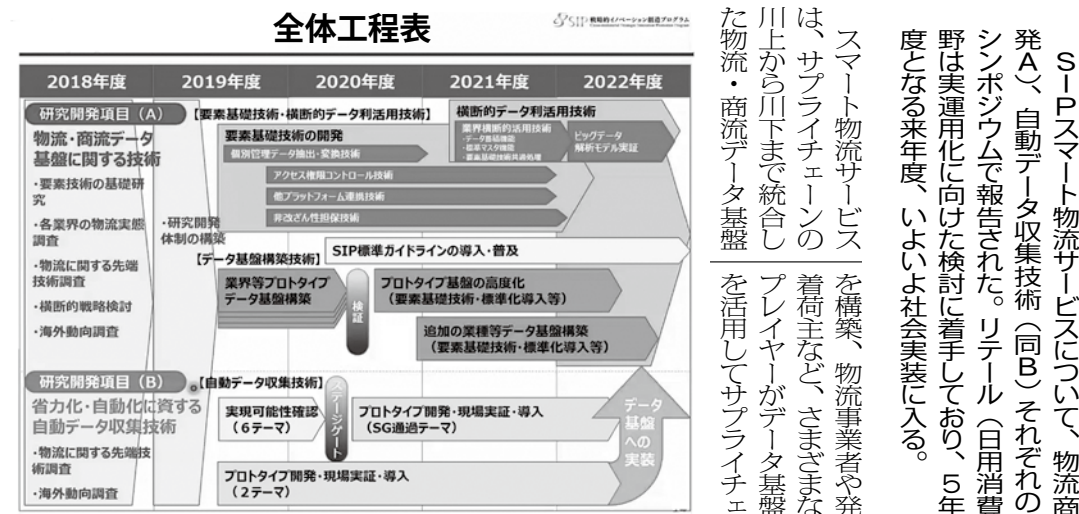 全体工程表
SIP 戦略的イノベーション創造プログラム
2018年度
2019年度
2020年度
2021年度
2022年度
研究開発項目(A)
物流・商流データ
基盤に関する技術
・要素技術の基礎研
究
・各業界の物流実態
調査
・物流に関する先端
技術調査
・横断的戦略検討
・海外動向調査
・研究開発
体制の構築
【要素基礎技術・横断的データ利活用技術】
要素基礎技術の開発
個別管理データ抽出・変換技術
アクセス権限コントロール技術
他プラットフォーム連携技術
非改ざん性担保技術
横断的データ利活用技術
業界横断的活用技術
・データ蓄積機能
・標準マスタ機能
・要素基礎技術共通処理
ビッグデータ
解析モデル実証
SIP標準ガイドラインの導入・普及
【データ基盤構築技術】
業界等プロトタイプ
データ基盤構築
検証
プロトタイプ基盤の高度化
(要素基礎技術・標準化導入等)
追加の業種等データ基盤構築
(要素基礎技術・標準化導入等)
研究開発項目(B)
省力化・自動化に資する
自動データ収集技術
・物流に関する先端技
術調査
・海外動向調査
【自動データ収集技術】
実現可能性確認
(6テーマ)
ステージゲート
プロトタイプ開発・現場実証・導入
(SG通過テーマ)
プロトタイプ開発・現場実証・導入
(2テーマ)
データ
基盤
への
実装
SIPスマート物流サービスについて、物流商
発A)、自動データ収集技術(同B)それぞれの
シンポジウムで報告された。リテール(日用消費
野は実運用化に向けた検討に着手しており、5年
度となる来年度、いよいよ社会実装に入る。
スマート物流サービス
は、サプライチェーンの
川上から川下まで統合し
た物流・商流データ基盤
を構築、物流事業者や発
着荷主など、さまざまな
プレイヤーがデータ基盤
を活用してサプライチェ